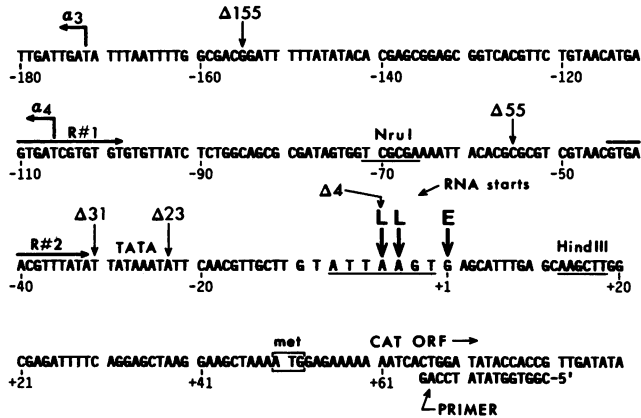 α3 Δ155
TTGATTGATA TTTAATTTTG GCGACGGATT TTTATATACA CGAGCGGAGC GGTCACGTTC TGTAACATGA
-180 -160 -140 -120
α4 R#1 NruI Δ55
GTGATCGTGT GTGTGTTATC TCTGGCAGCG CGATAGTGGT CGCGAAAATT ACACGCGCGT CGTAACGTGA
-110 -90 -70 -50
Δ4 RNA starts
R#2 Δ31 TATA Δ23 L L E HindIII
ACGTTTATAT TATAAATATT CAACGTTGCTT G T A T T A A G T G AGCATTTGA GCAAGCTTGG
-40 -20 +1 +20
met CAT ORF →
CGAGATTTTC AGGAGCTAAG GAAGCTAAAA ATGGAGAAAAA AATCACTGGA TATACCACCG TTGATATA
+21 +41 +61 GACCT ATATGGTGGC-5'
PRIMER